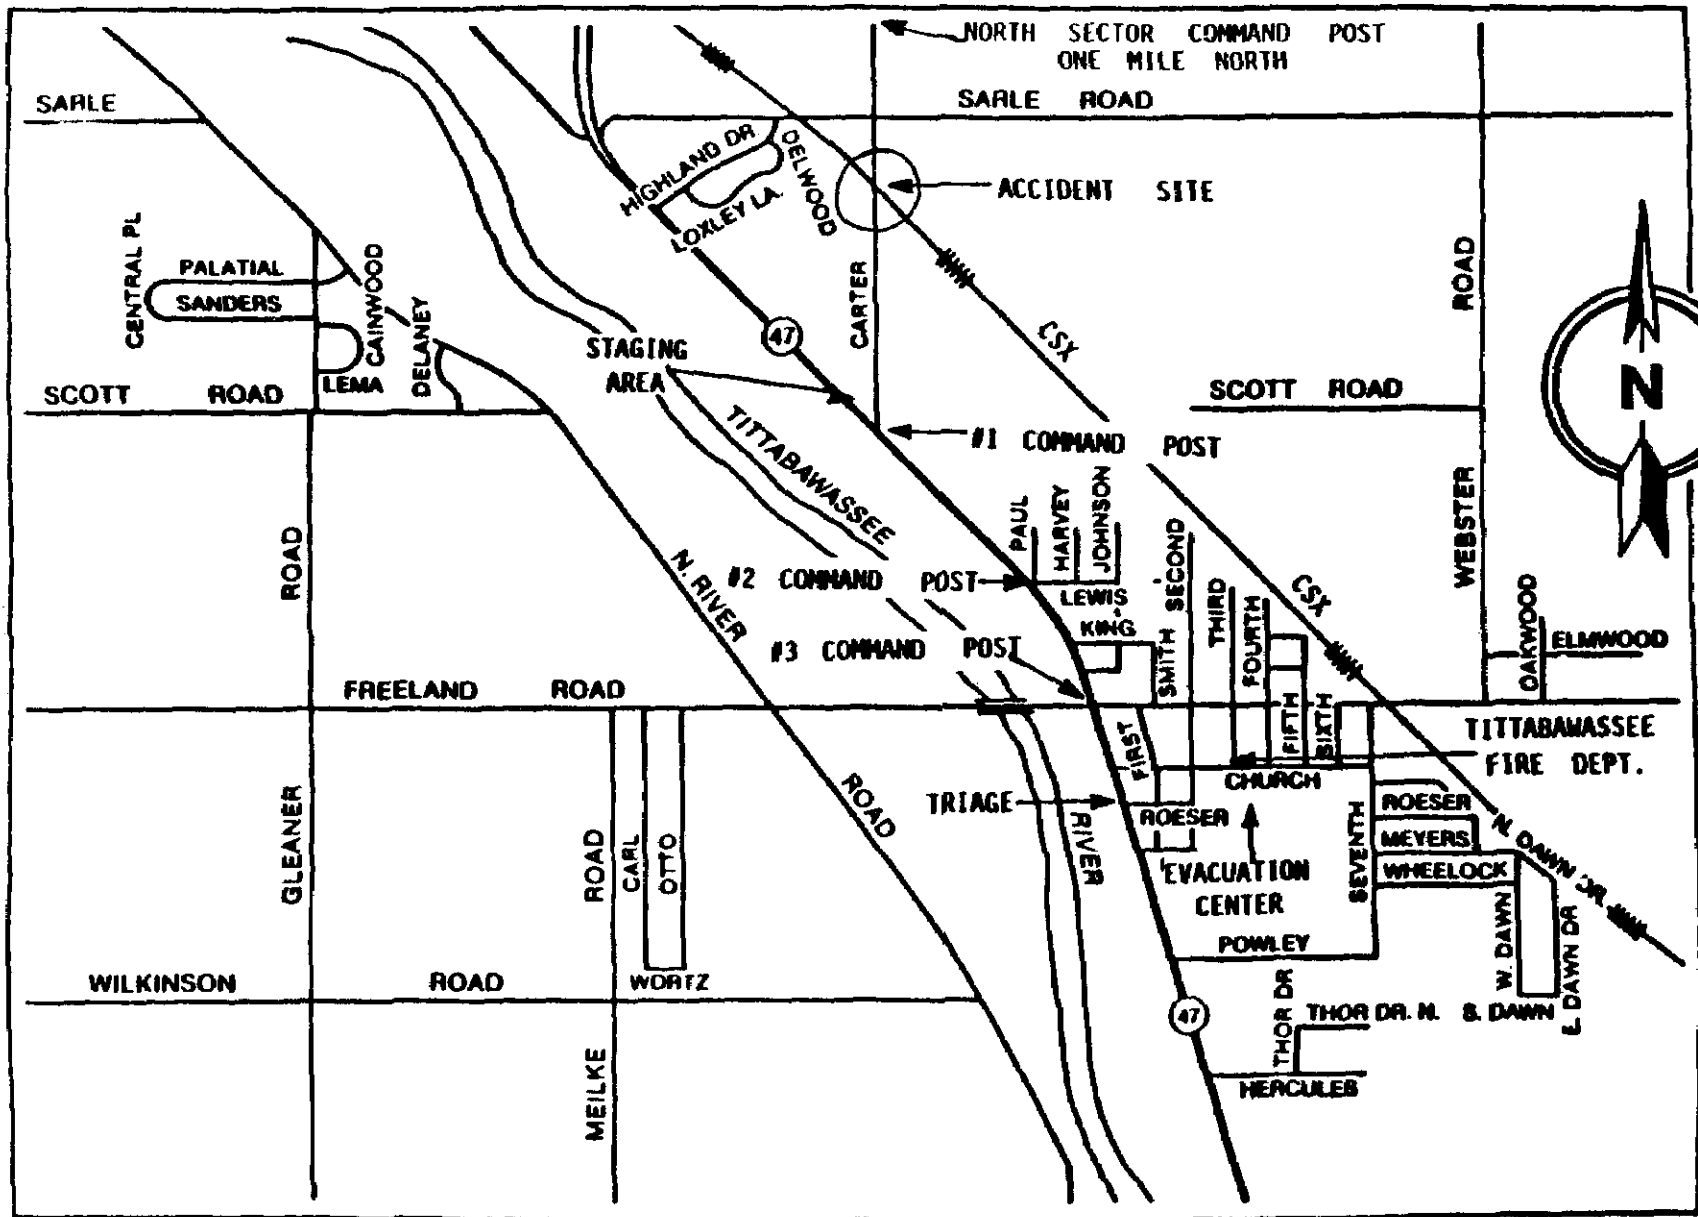 NORTH SECTOR COMMAND POST
ONE MILE NORTH
SARLE
SARLE ROAD
HIGHLAND DR
DELWOOD
LOXLEY LA.
ACCIDENT SITE
CENTRAL PL
PALATIAL
SANDERS
CAINWOOD
DELANEY
LEMA
47
CARTER
CSX
ROAD
N
STAGING
AREA
SCOTT ROAD
SCOTT ROAD
#1 COMMAND POST
TITTABAWASSEE
WEBSTER
PAUL
HARVEY
JOHNSON
ROAD
N. RIVER
#2 COMMAND POST
LEWIS
KING
SMITH
SECOND
THIRD
FOURTH
CSX
OAKWOOD
ELMWOOD
#3 COMMAND POST
FREELAND ROAD
FIRST
FIFTH
SIXTH
TITTABAWASSEE
FIRE DEPT.
CHURCH
TRIAGE
ROESER
ROESER
GLEANER
ROAD
CARL
OTTO
ROAD
RIVER
SEVENTH
MEYERS
WHEELOCK
N. DAWN DR.
EVACUATION
CENTER
W. DAWN
E. DAWN DR
POWLEY
WILKINSON ROAD
WORTZ
47
THOR DR
THOR DR. N.
S. DAWN
MEILKE
HERCULES